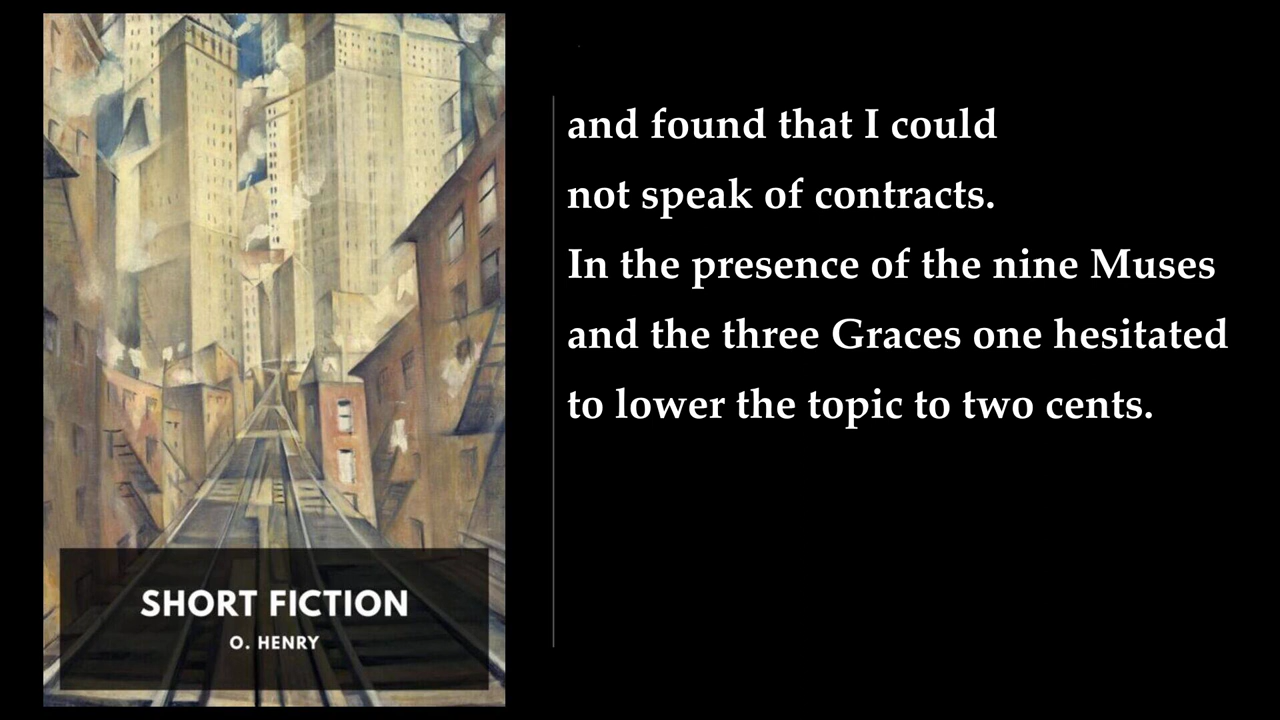 SHORT FICTION
O. HENRY
and found that I could
not speak of contracts.
In the presence of the nine Muses
and the three Graces one hesitated
to lower the topic to two cents.